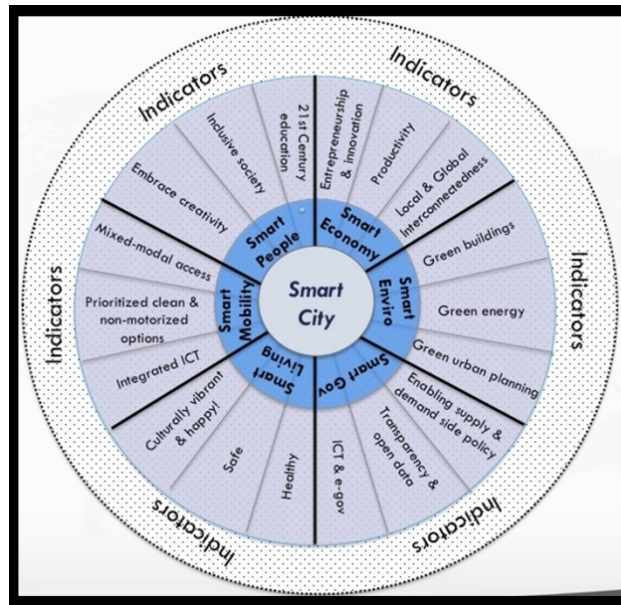 Smart
City
Smart
Economy
Entrepreneurship
& innovation
Productivity
Local & Global
Interconnectedness
Indicators
Smart
Enviro
Green buildings
Green energy
Green urban planning
Indicators
Smart Gov
Enabling supply &
demand side policy
Transparency &
open data
ICT & e-gov
Indicators
Smart
Living
Healthy
Safe
Culturally vibrant
& happy!
Indicators
Smart
Mobility
Integrated ICT
Prioritized clean &
non-motorized
options
Mixed-modal access
Indicators
Smart
People
Embrace creativity
Inclusive society
21st Century
education
Indicators